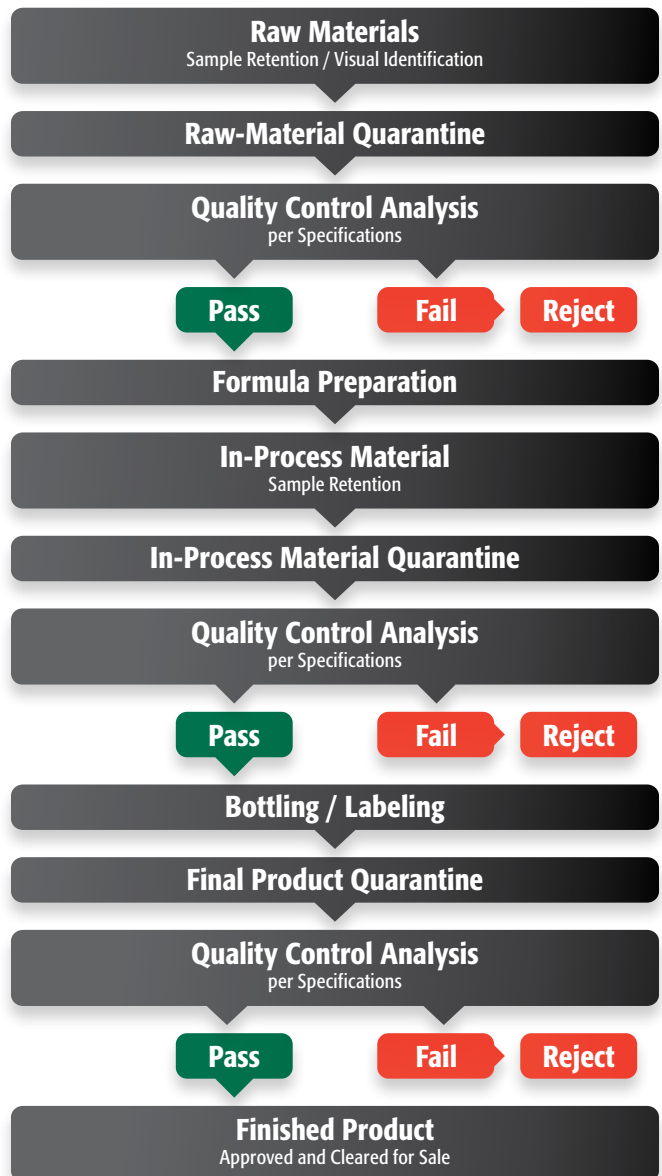 Raw Materials
Sample Retention / Visual Identification
Raw-Material Quarantine
Quality Control Analysis
per Specifications
Pass
Fail
Reject
Formula Preparation
In-Process Material
Sample Retention
In-Process Material Quarantine
Quality Control Analysis
per Specifications
Pass
Fail
Reject
Bottling / Labeling
Final Product Quarantine
Quality Control Analysis
per Specifications
Pass
Fail
Reject
Finished Product
Approved and Cleared for Sale